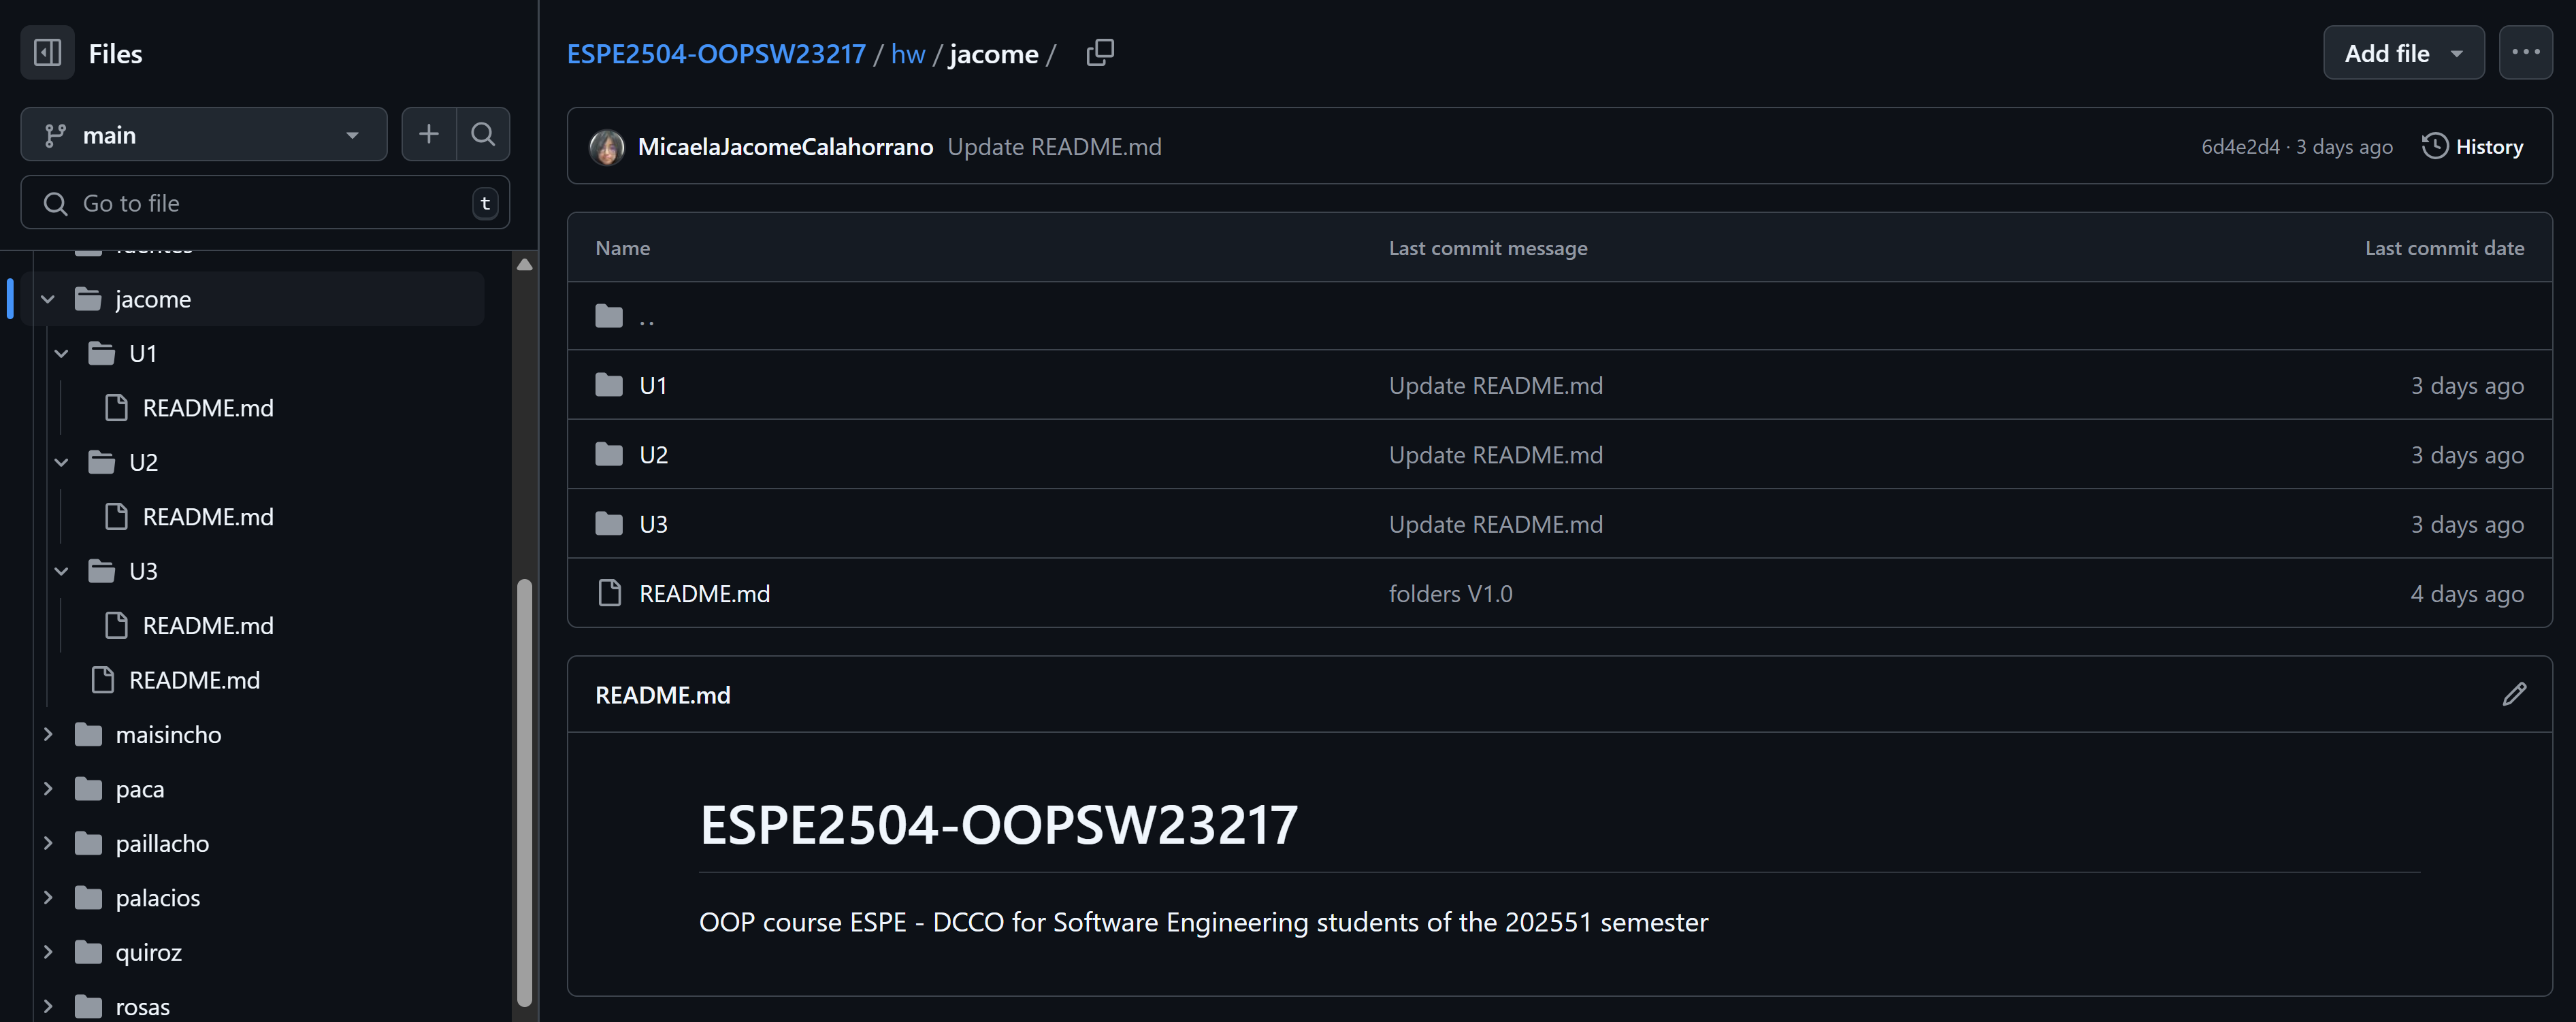 Files
main
Go to file
t
fuentes
jacome
U1
README.md
U2
README.md
U3
README.md
README.md
maisincho
paca
paillacho
palacios
quiroz
rosas
ESPE2504-OOPSW23217 / hw / jacome /
Add file
MicaelaJacomeCalahorrano Update README.md
6d4e2d4 · 3 days ago
History
Name Last commit message Last commit date
..
U1 Update README.md 3 days ago
U2 Update README.md 3 days ago
U3 Update README.md 3 days ago
README.md folders V1.0 4 days ago
README.md
ESPE2504-OOPSW23217
OOP course ESPE - DCCO for Software Engineering students of the 202551 semester